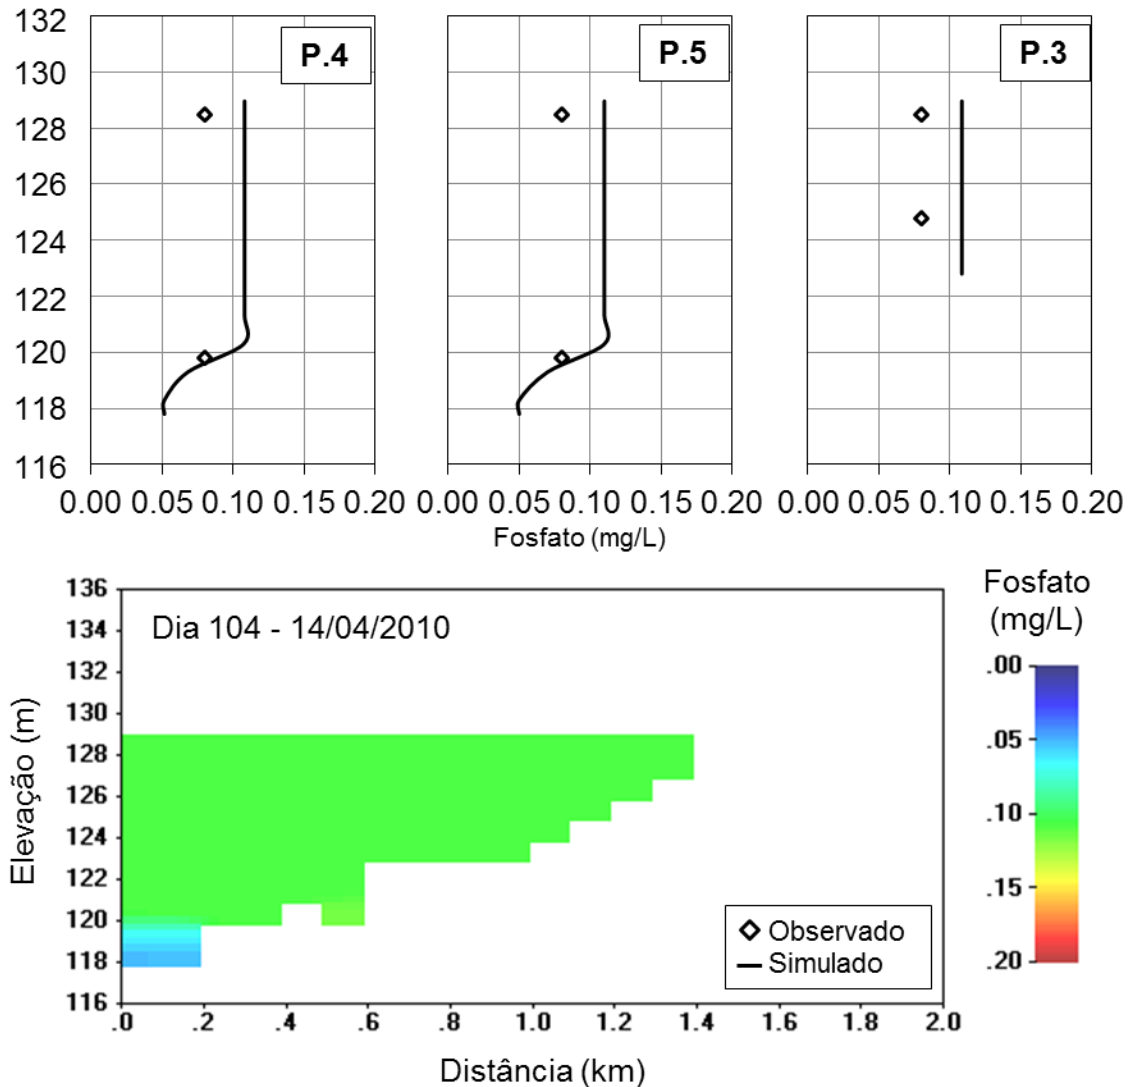 P.4
P.5
P.3
132
130
128
126
124
122
120
118
116
0.00 0.05 0.10 0.15 0.20
0.00 0.05 0.10 0.15 0.20
0.00 0.05 0.10 0.15 0.20
Fosfato (mg/L)
Dia 104 - 14/04/2010
136
134
132
130
128
126
124
122
120
118
116
Elevação (m)
.0 .2 .4 .6 .8 1.0 1.2 1.4 1.6 1.8 2.0
Distância (km)
Observado
Simulado
Fosfato
(mg/L)
.00
.05
.10
.15
.20